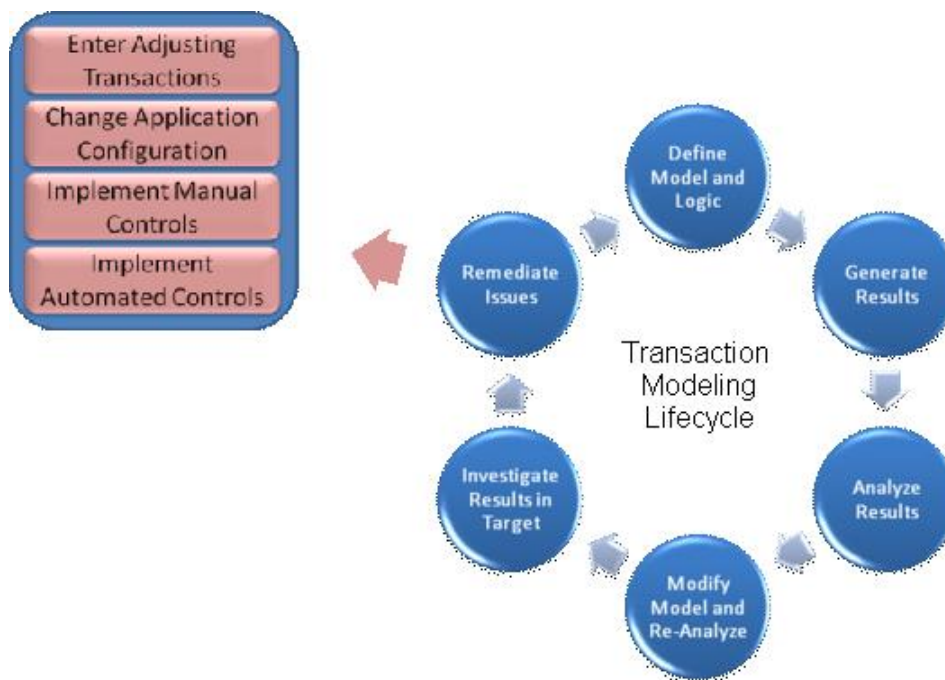 Enter Adjusting
Transactions
Change Application
Configuration
Implement Manual
Controls
Implement
Automated Controls
Define
Model and
Logic
Generate
Results
Analyze
Results
Modify
Model and
Re-Analyze
Investigate
Results in
Target
Remediate
Issues
Transaction
Modeling
Lifecycle